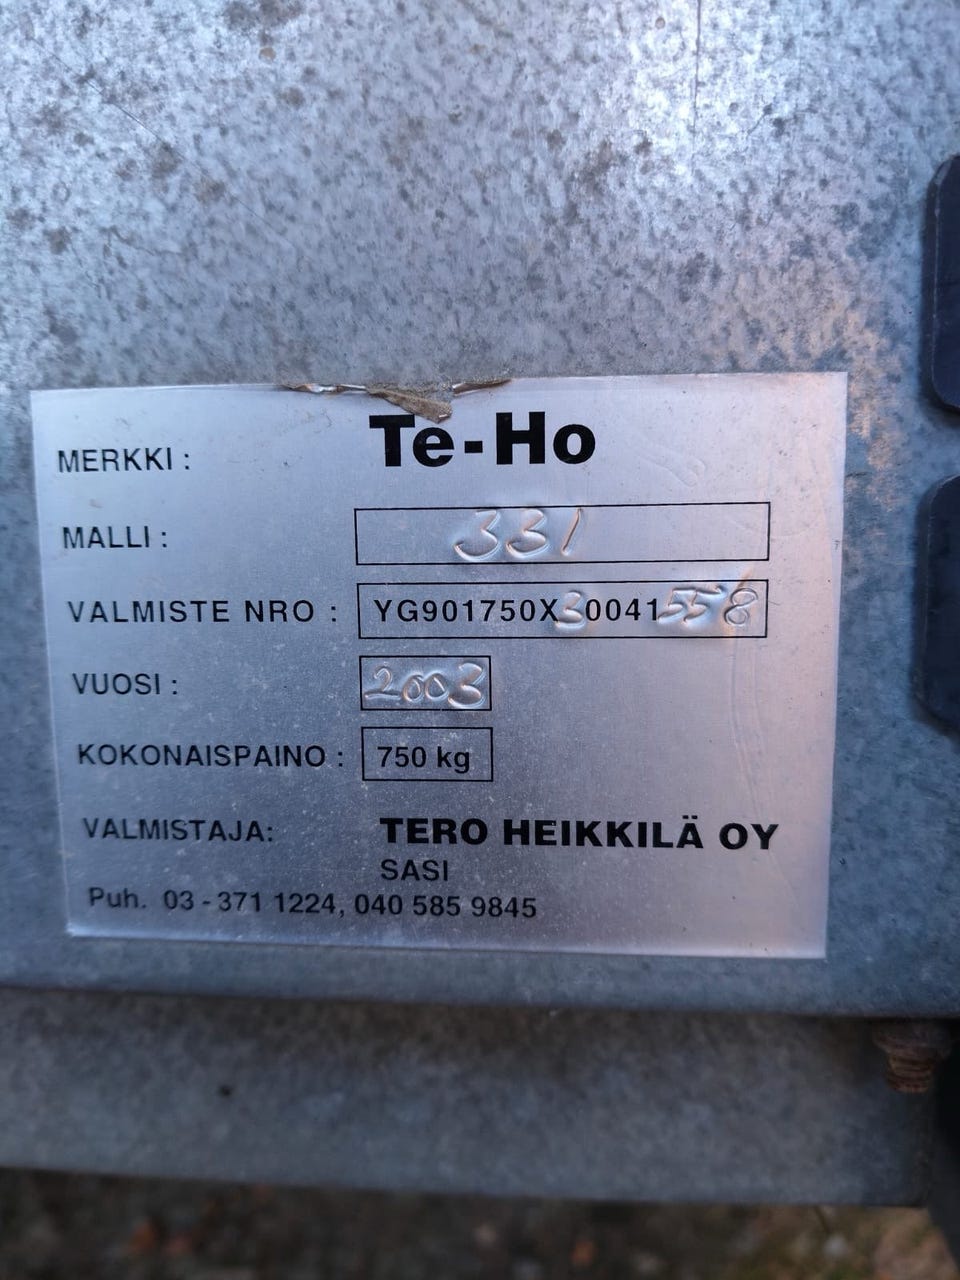 MERKKI : Te-Ho
MALLI : 331
VALMISTE NRO : YG901750X30041558
VUOSI : 2003
KOKONAISPAINO : 750 kg
VALMISTAJA: TERO HEIKKILÄ OY
SASI
Puh. 03 - 371 1224, 040 585 9845